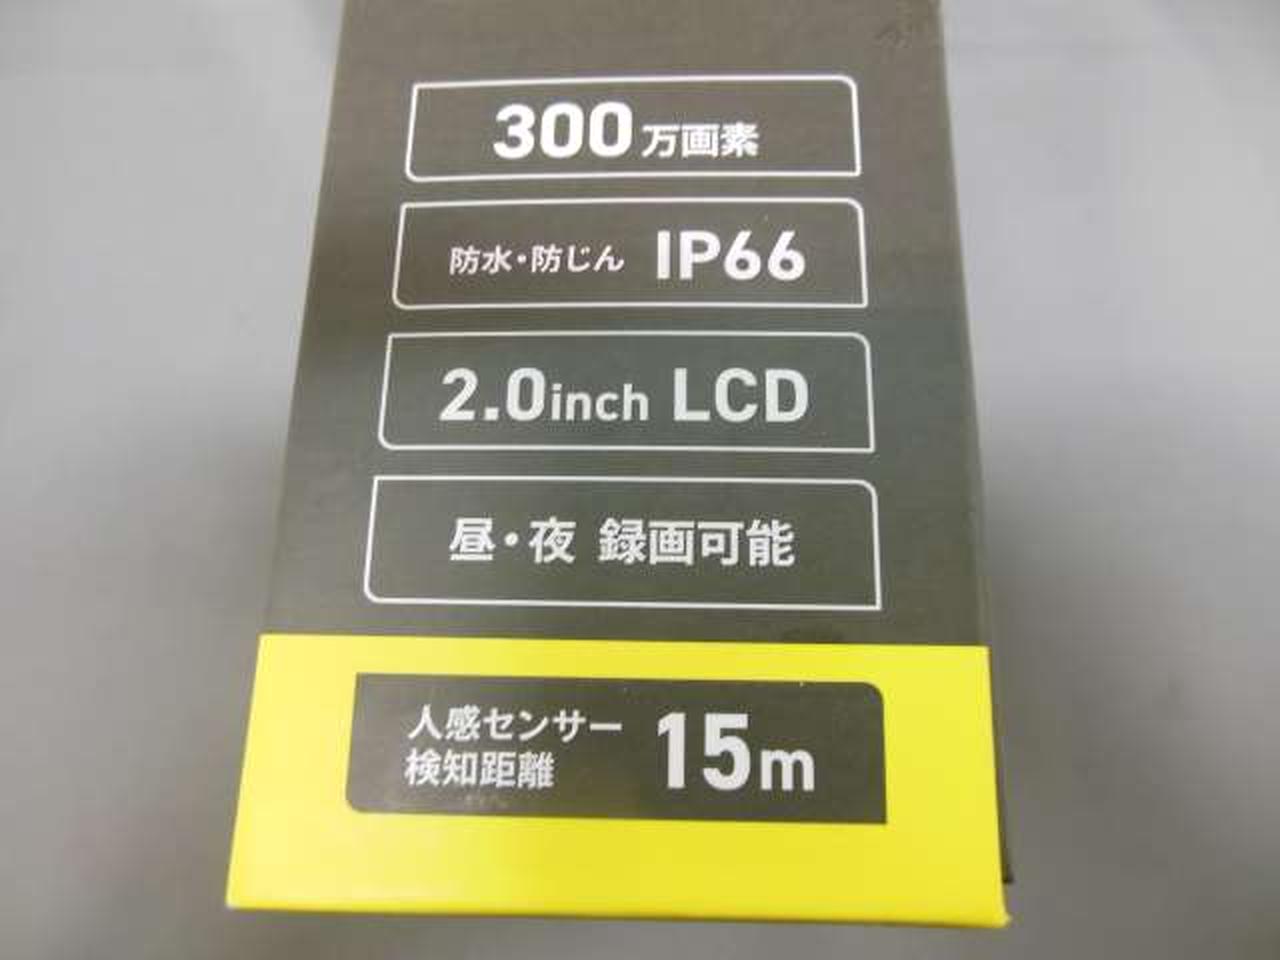 300万画素
防水・防じん IP66
2.0inch LCD
昼・夜 録画可能
人感センサー
検知距離 15m